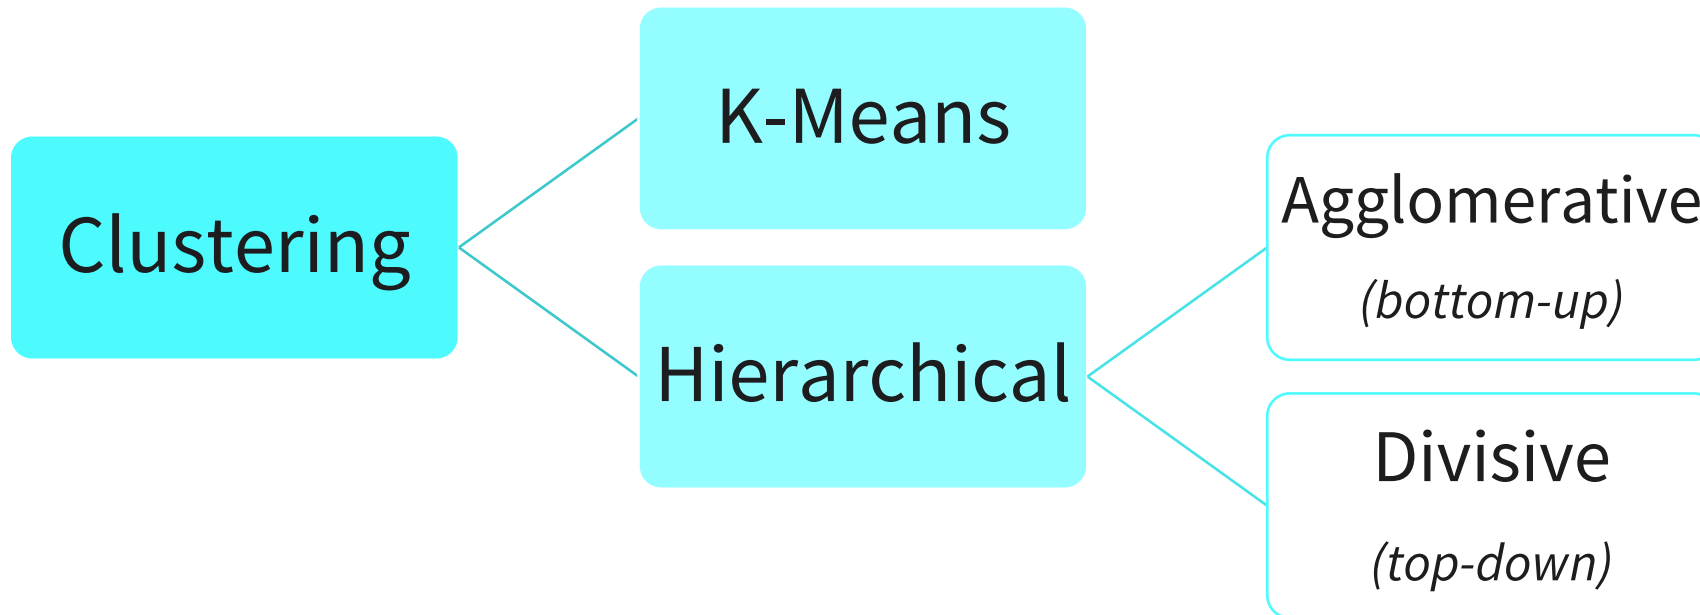 Clustering
K-Means
Hierarchical
Agglomerative
(bottom-up)
Divisive
(top-down)